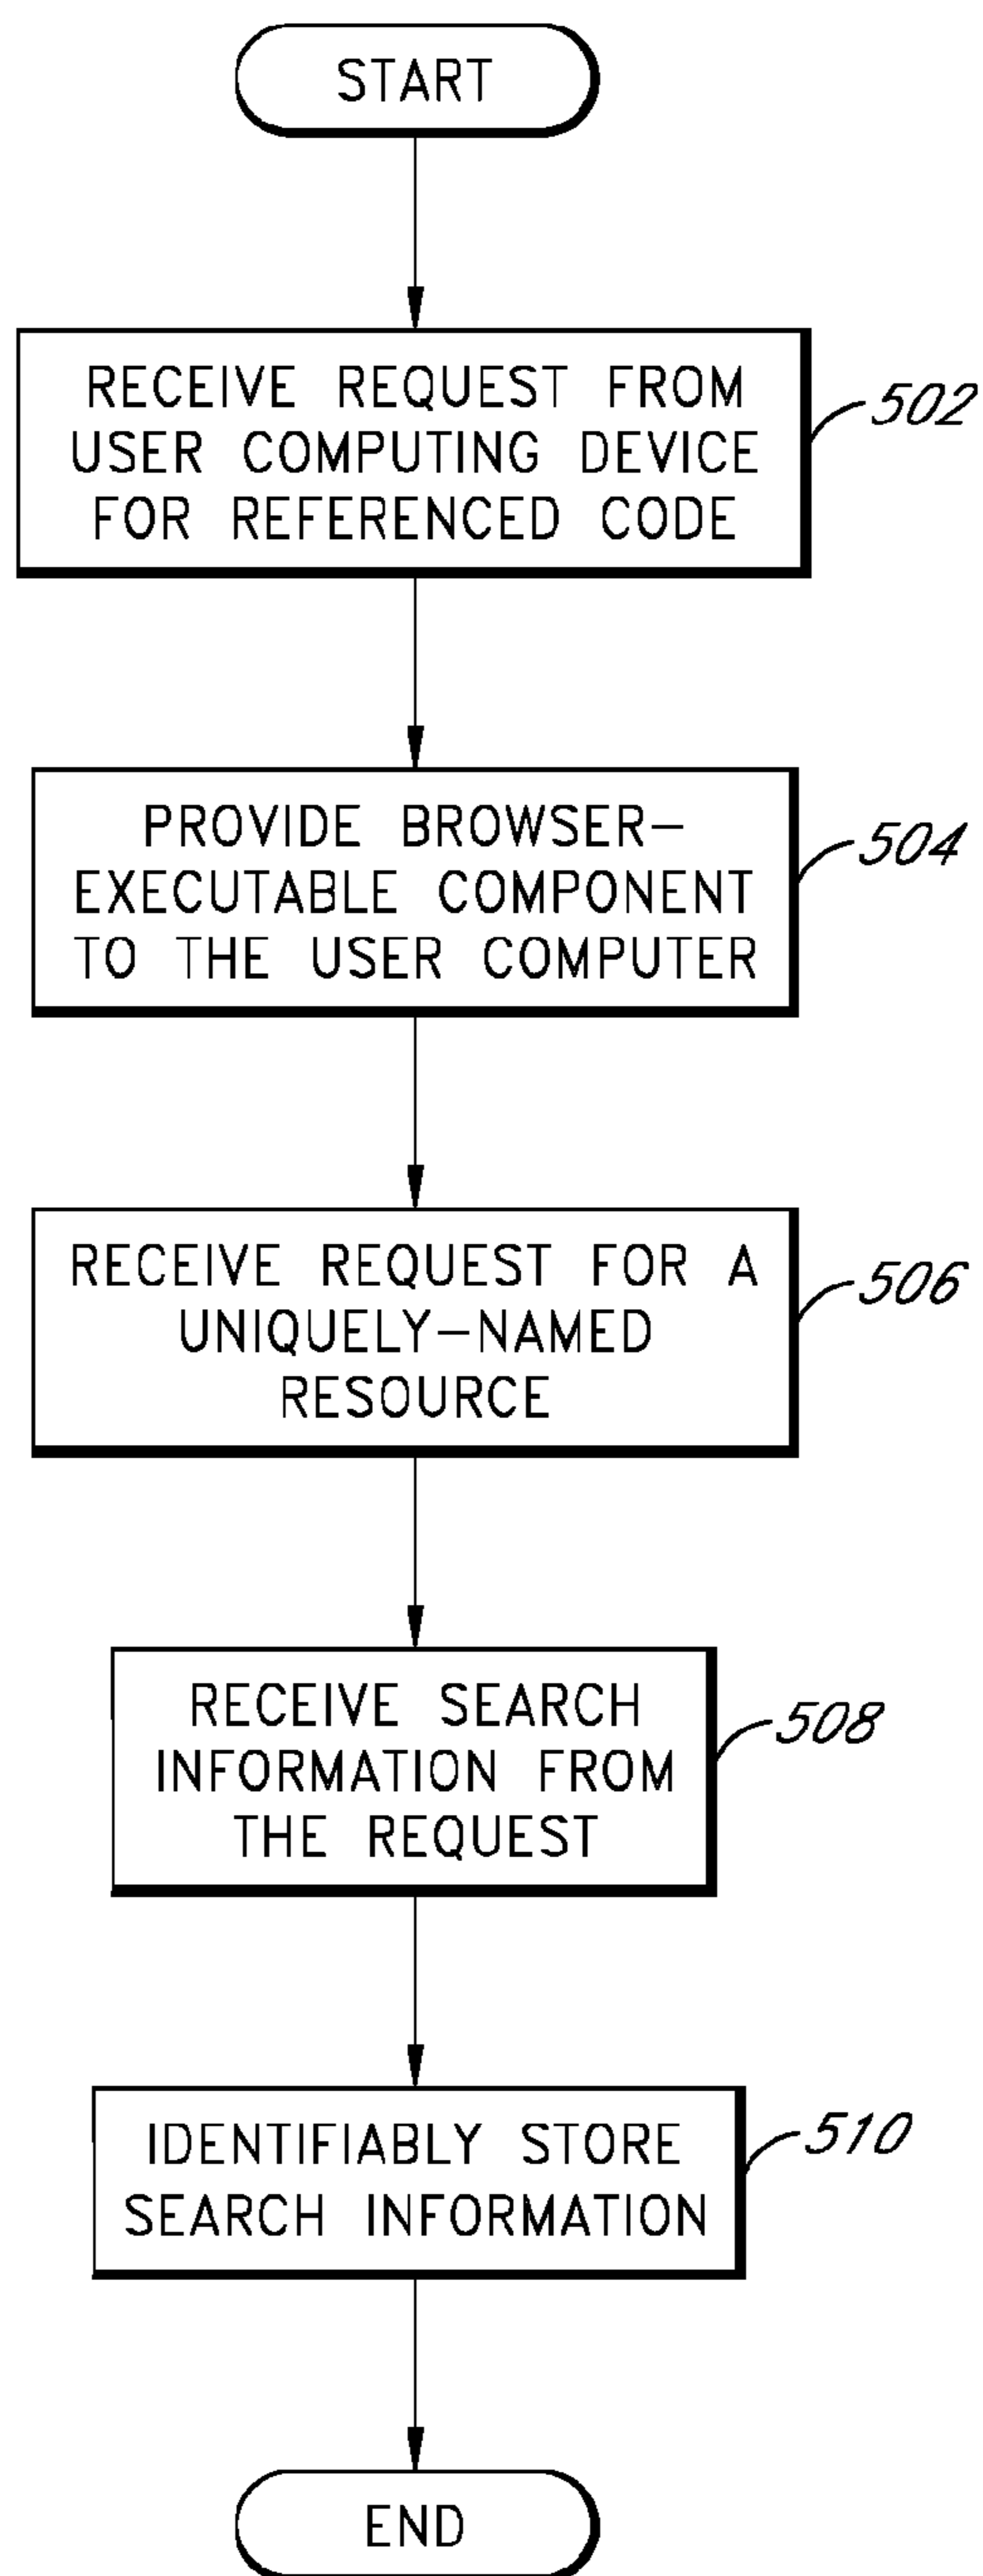 START
RECEIVE REQUEST FROM
USER COMPUTING DEVICE
FOR REFERENCED CODE
502
PROVIDE BROWSER-
EXECUTABLE COMPONENT
TO THE USER COMPUTER
504
RECEIVE REQUEST FOR A
UNIQUELY-NAMED
RESOURCE
506
RECEIVE SEARCH
INFORMATION FROM
THE REQUEST
508
IDENTIFIABLY STORE
SEARCH INFORMATION
510
END